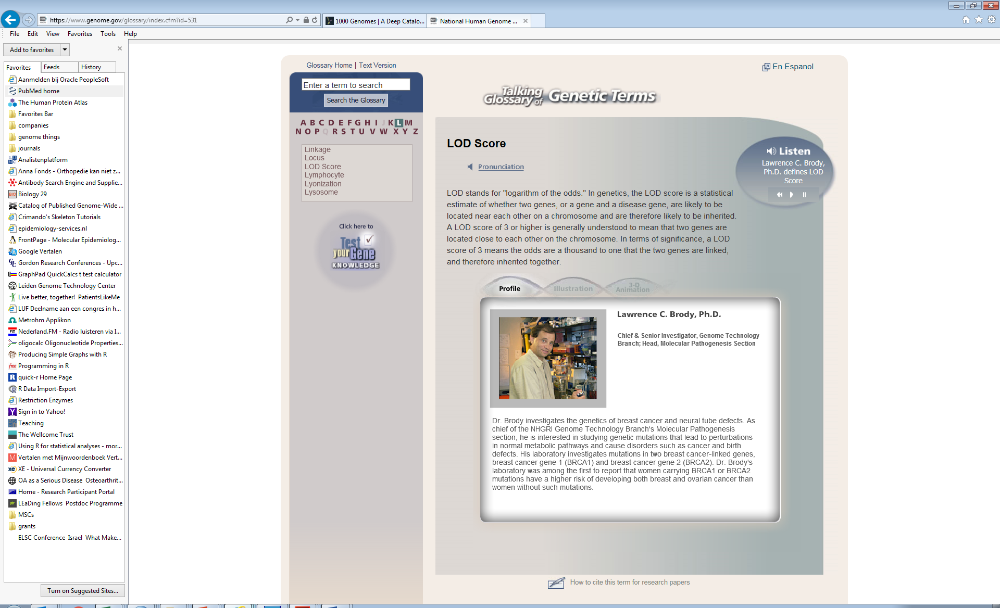 https://www.genome.gov/glossary/index.cfm?id=531
1000 Genomes | A Deep Catalo...
National Human Genome ...
File Edit View Favorites Tools Help
Add to favorites
Favorites Feeds History
Aanmelden bij Oracle PeopleSoft
PubMed home
The Human Protein Atlas
Favorites Bar
companies
genome things
journals
Analistenplatform
Anna Fonds - Orthopedie kan niet z...
Antibody Search Engine and Supplie...
Biology 29
Catalog of Published Genome-Wide ...
Crimando's Skeleton Tutorials
epidemiology-services.nl
FrontPage - Molecular Epidemiolog...
Google Vertalen
Gordon Research Conferences - Upc...
GraphPad QuickCalcs t test calculator
Leiden Genome Technology Center
Live better, together! PatientsLikeMe
LUF Deelname aan een congres in h...
Metrohm Applikon
Nederland.FM - Radio luisteren via I...
oligocalc Oligonucleotide Properties...
Producing Simple Graphs with R
Programming in R
quick-r Home Page
R Data Import-Export
Restriction Enzymes
Sign in to Yahoo!
Teaching
The Wellcome Trust
Using R for statistical analyses - mor...
Vertalen met Mijnwoordenboek Vert...
XE - Universal Currency Converter
OA as a Serious Disease Osteoarthrit...
Home - Research Participant Portal
LEaDing Fellows Postdoc Programme
MSCs
grants
ELSC Conference Israel What Make...
Turn on Suggested Sites...
Glossary Home | Text Version
En Espanol
Enter a term to search
Search the Glossary
Talking Glossary of Genetic Terms
A B C D E F G H I J K L M
N O P Q R S T U V W X Y Z
Linkage
Locus
LOD Score
Lymphocyte
Lyonization
Lysosome
Click here to
Test
your Gene
KNOWLEDGE
LOD Score
Pronunciation
Listen
Lawrence C. Brody,
Ph.D. defines LOD
Score
LOD stands for "logarithm of the odds." In genetics, the LOD score is a statistical
estimate of whether two genes, or a gene and a disease gene, are likely to be
located near each other on a chromosome and are therefore likely to be inherited.
A LOD score of 3 or higher is generally understood to mean that two genes are
located close to each other on the chromosome. In terms of significance, a LOD
score of 3 means the odds are a thousand to one that the two genes are linked,
and therefore inherited together.
Profile Illustration 3-D Animation
Lawrence C. Brody, Ph.D.
Chief & Senior Investigator, Genome Technology
Branch; Head, Molecular Pathogenesis Section
Dr. Brody investigates the genetics of breast cancer and neural tube defects. As
chief of the NHGRI Genome Technology Branch's Molecular Pathogenesis
section, he is interested in studying genetic mutations that lead to perturbations
in normal metabolic pathways and cause disorders such as cancer and birth
defects. His laboratory investigates mutations in two breast cancer-linked genes,
breast cancer gene 1 (BRCA1) and breast cancer gene 2 (BRCA2). Dr. Brody's
laboratory was among the first to report that women carrying BRCA1 or BRCA2
mutations have a higher risk of developing both breast and ovarian cancer than
women without such mutations.
How to cite this term for research papers